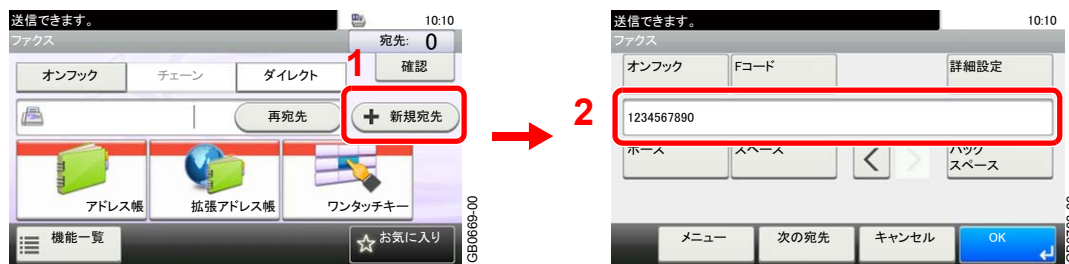 送信できます。
10:10
ファクス
宛先: 0
1
オンフック
チェーン
ダイレクト
確認
再宛先
+ 新規宛先
アドレス帳
拡張アドレス帳
ワンタッチキー
機能一覧
お気に入り
GB0669-00
2
送信できます。
10:10
ファクス
オンフック
Fコード
詳細設定
1234567890
ポーズ
スペース
バック
スペース
メニュー
次の宛先
キャンセル
OK